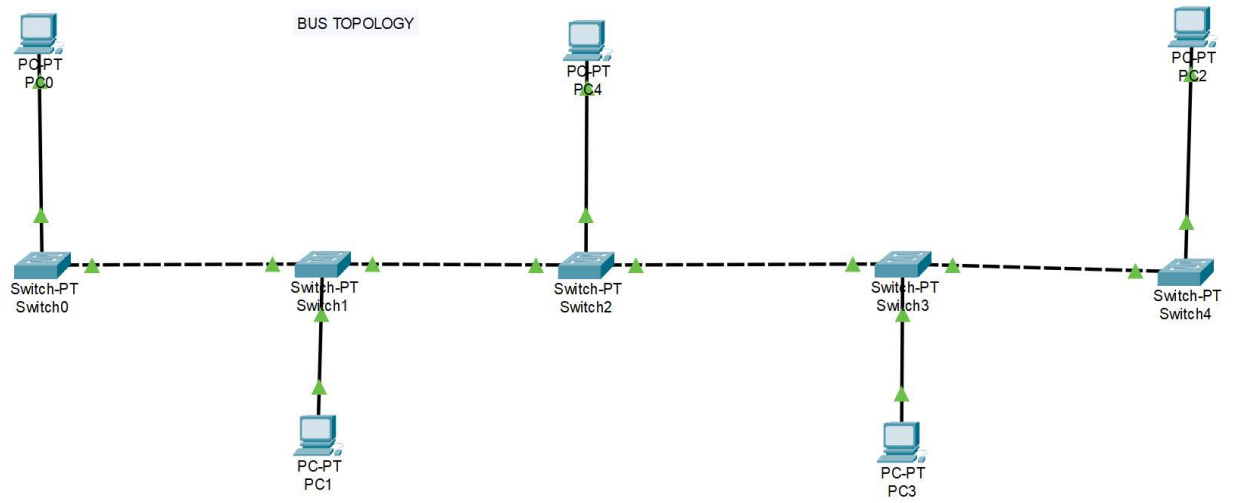 BUS TOPOLOGY
PC-PT
PC0
PC-PT
PC4
PC-PT
PC2
Switch-PT
Switch0
Switch-PT
Switch1
Switch-PT
Switch2
Switch-PT
Switch3
Switch-PT
Switch4
PC-PT
PC1
PC-PT
PC3